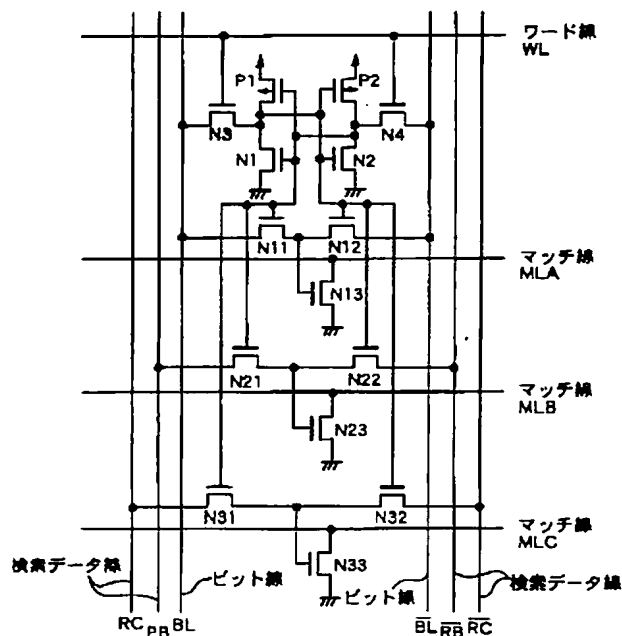 ワード線
WL
P1
P2
N3
N4
N1
N2
N11
N12
マッチ線
MLA
N13
N21
N22
マッチ線
MLB
N23
N31
N32
マッチ線
MLC
N33
検索データ線
ビット線
ビット線
検索データ線
RC
PB
BL
BL
RB
RC